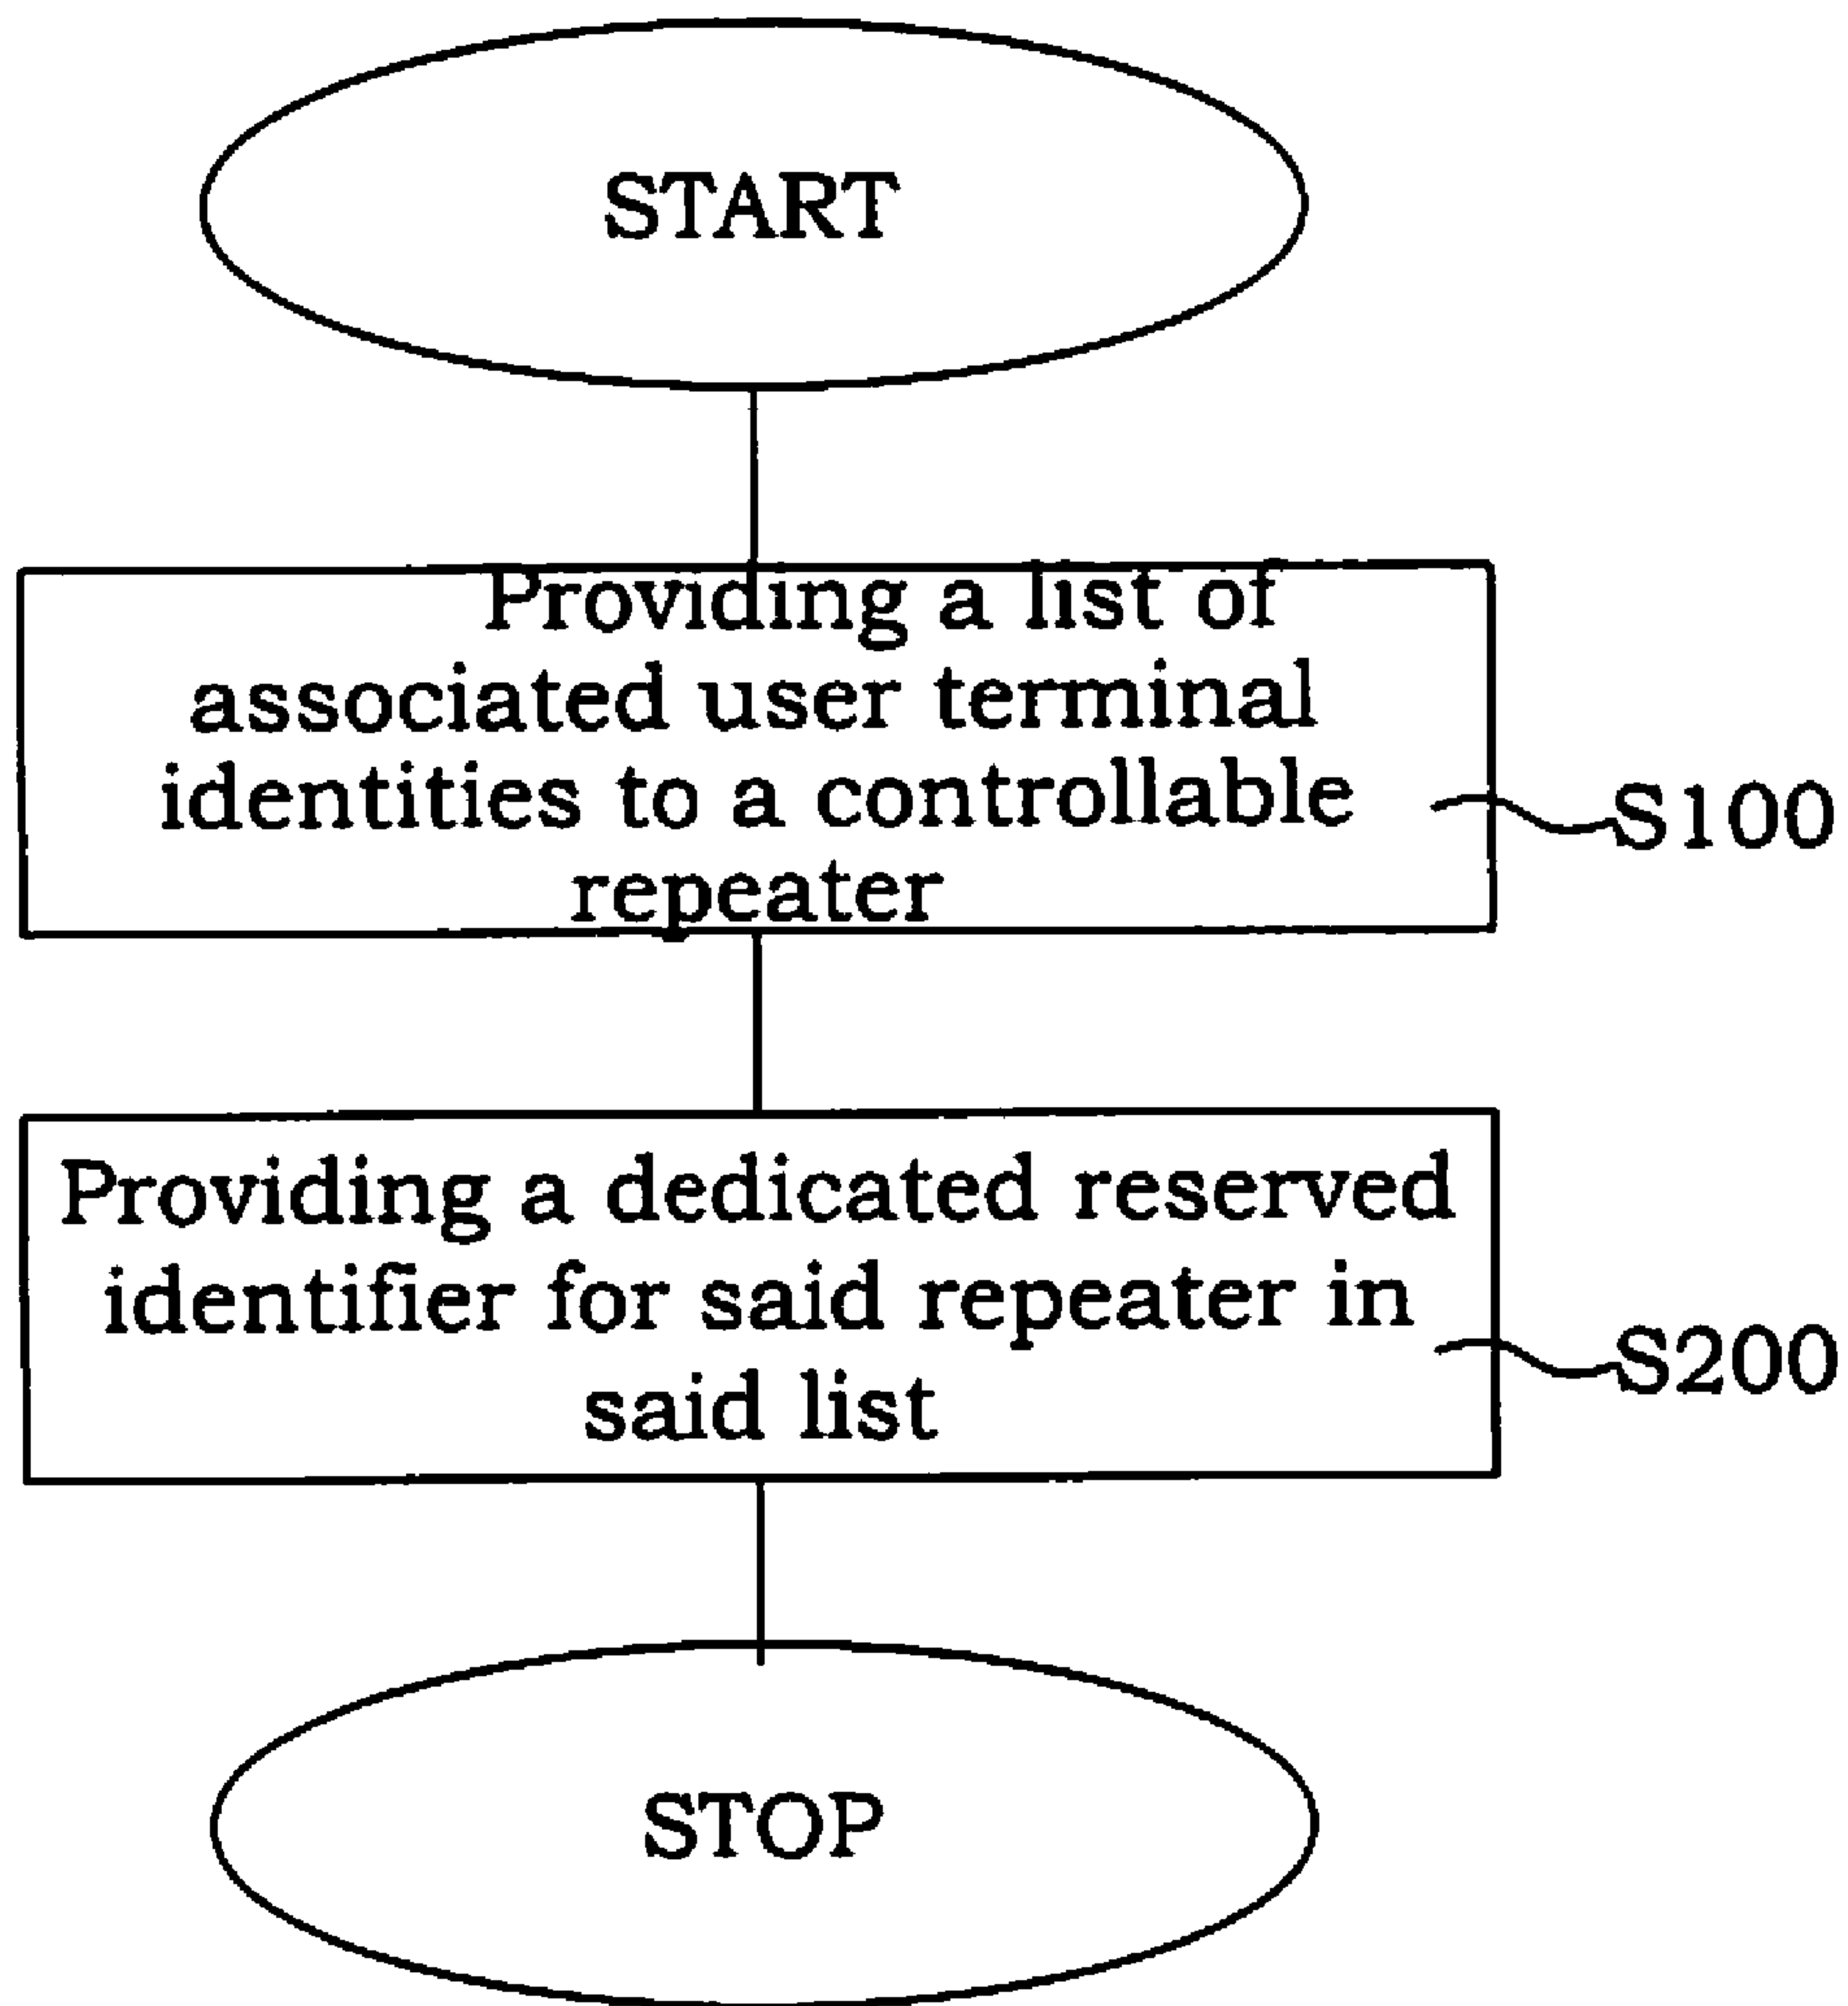 START
Providing a list of
associated user terminal
identities to a controllable
repeater
S100
Providing a dedicated reserved
identifier for said repeater in
said list
S200
STOP